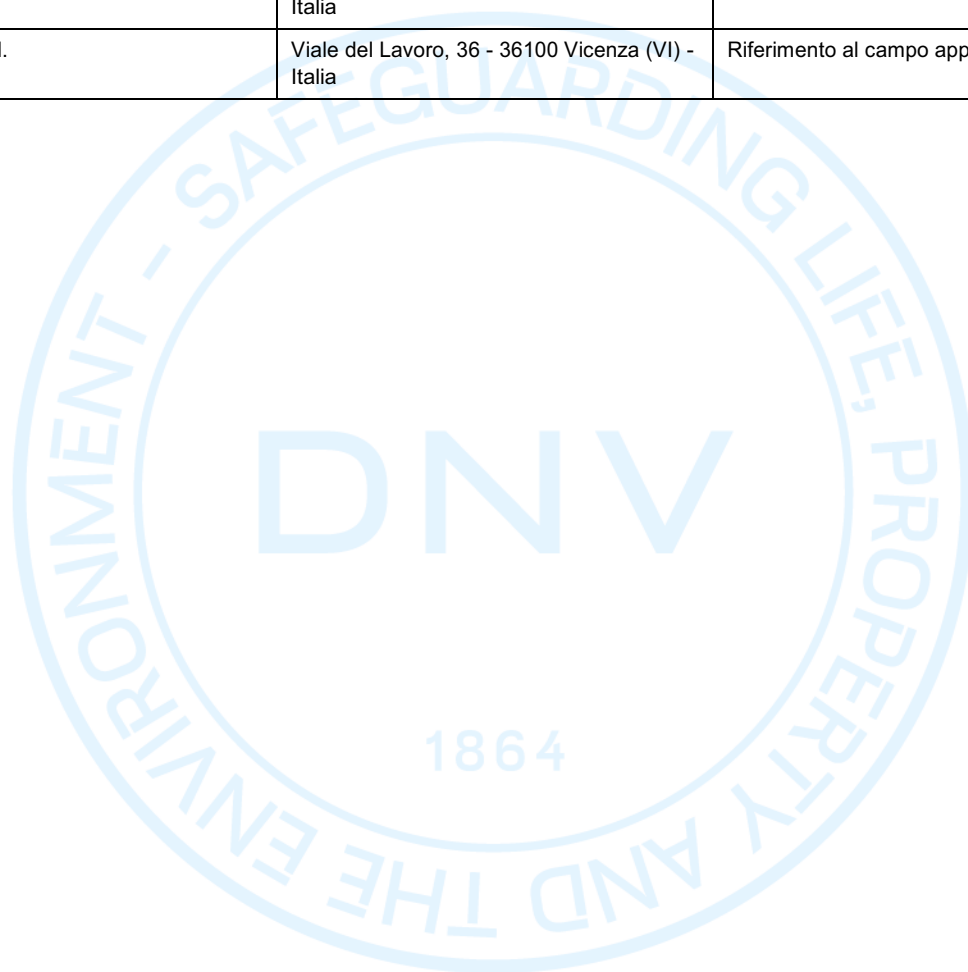 Italia
l.
Viale del Lavoro, 36 - 36100 Vicenza (VI) -
Italia
Riferimento al campo app
SAFEGUARDING LIFE, PROPERTY AND THE ENVIRONMENT -
DNV
1864